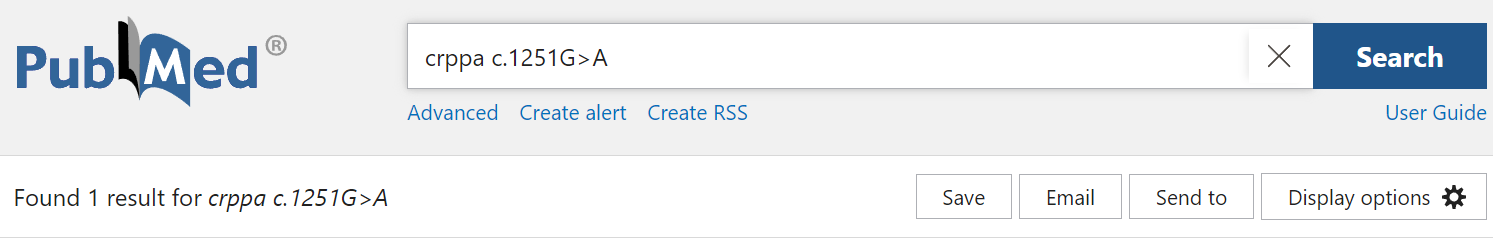 PubMed®
crppa c.1251G>A
Search
Advanced Create alert Create RSS User Guide
Found 1 result for crppa c.1251G>A
Save Email Send to Display options